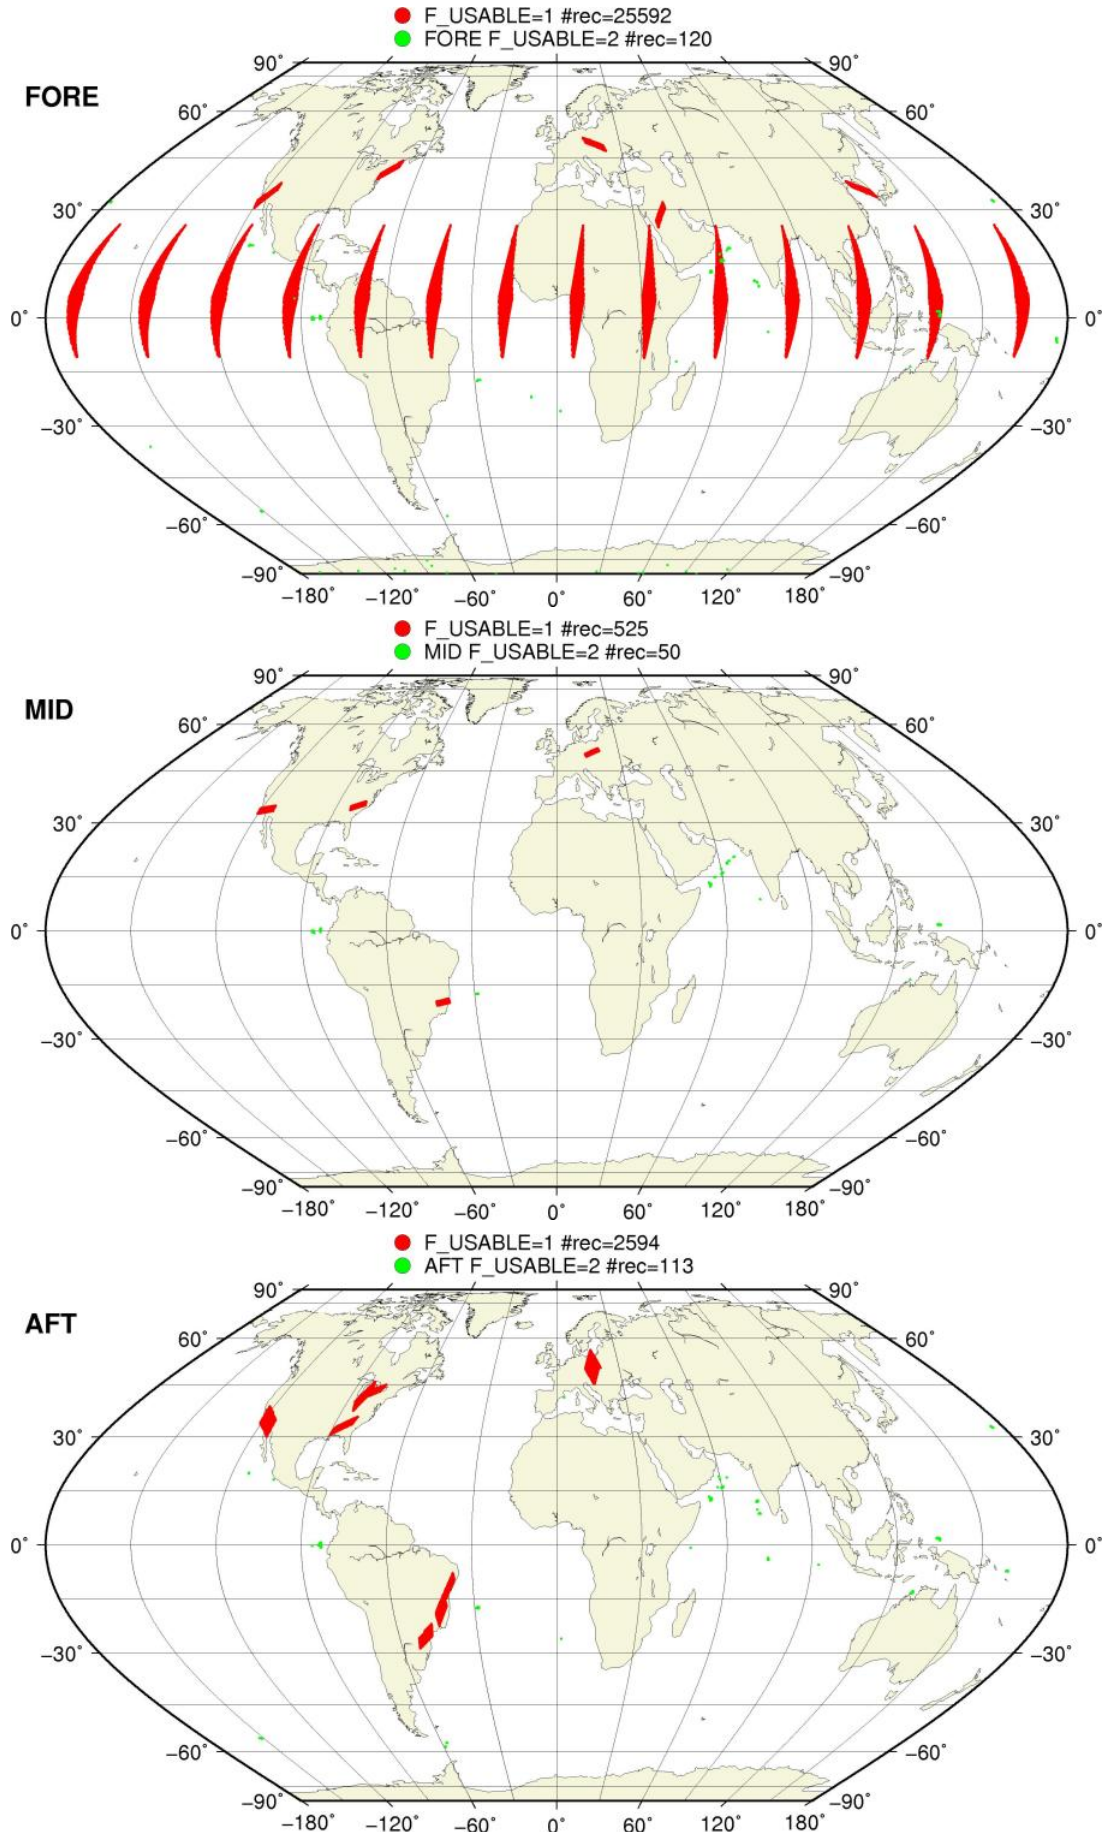 F_USABLE=1 #rec=25592
FORE F_USABLE=2 #rec=120
FORE
90° 90°
60° 60°
30° 30°
0° 0°
−30° −30°
−60° −60°
−90° −90°
−180° −120° −60° 0° 60° 120° 180°
F_USABLE=1 #rec=525
MID F_USABLE=2 #rec=50
MID
90° 90°
60° 60°
30° 30°
0° 0°
−30° −30°
−60° −60°
−90° −90°
−180° −120° −60° 0° 60° 120° 180°
F_USABLE=1 #rec=2594
AFT F_USABLE=2 #rec=113
AFT
90° 90°
60° 60°
30° 30°
0° 0°
−30° −30°
−60° −60°
−90° −90°
−180° −120° −60° 0° 60° 120° 180°